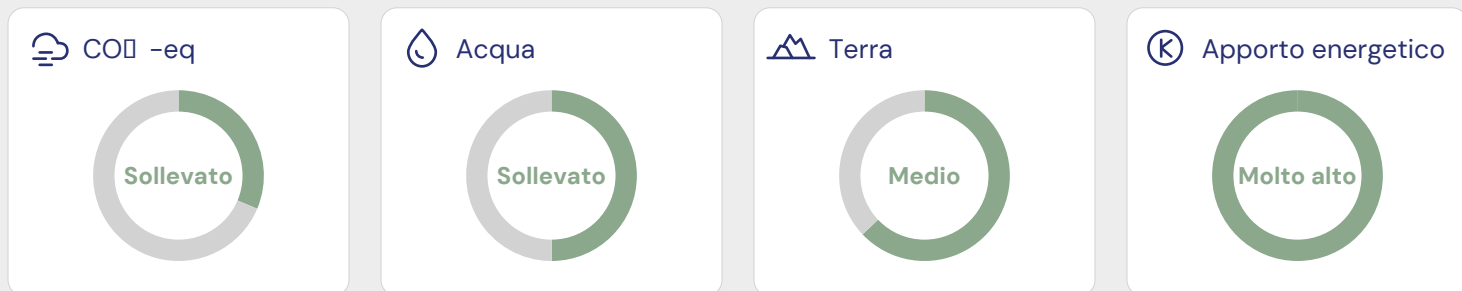 CO▯ -eq
Acqua
Terra
Apporto energetico
Sollevato
Sollevato
Medio
Molto alto